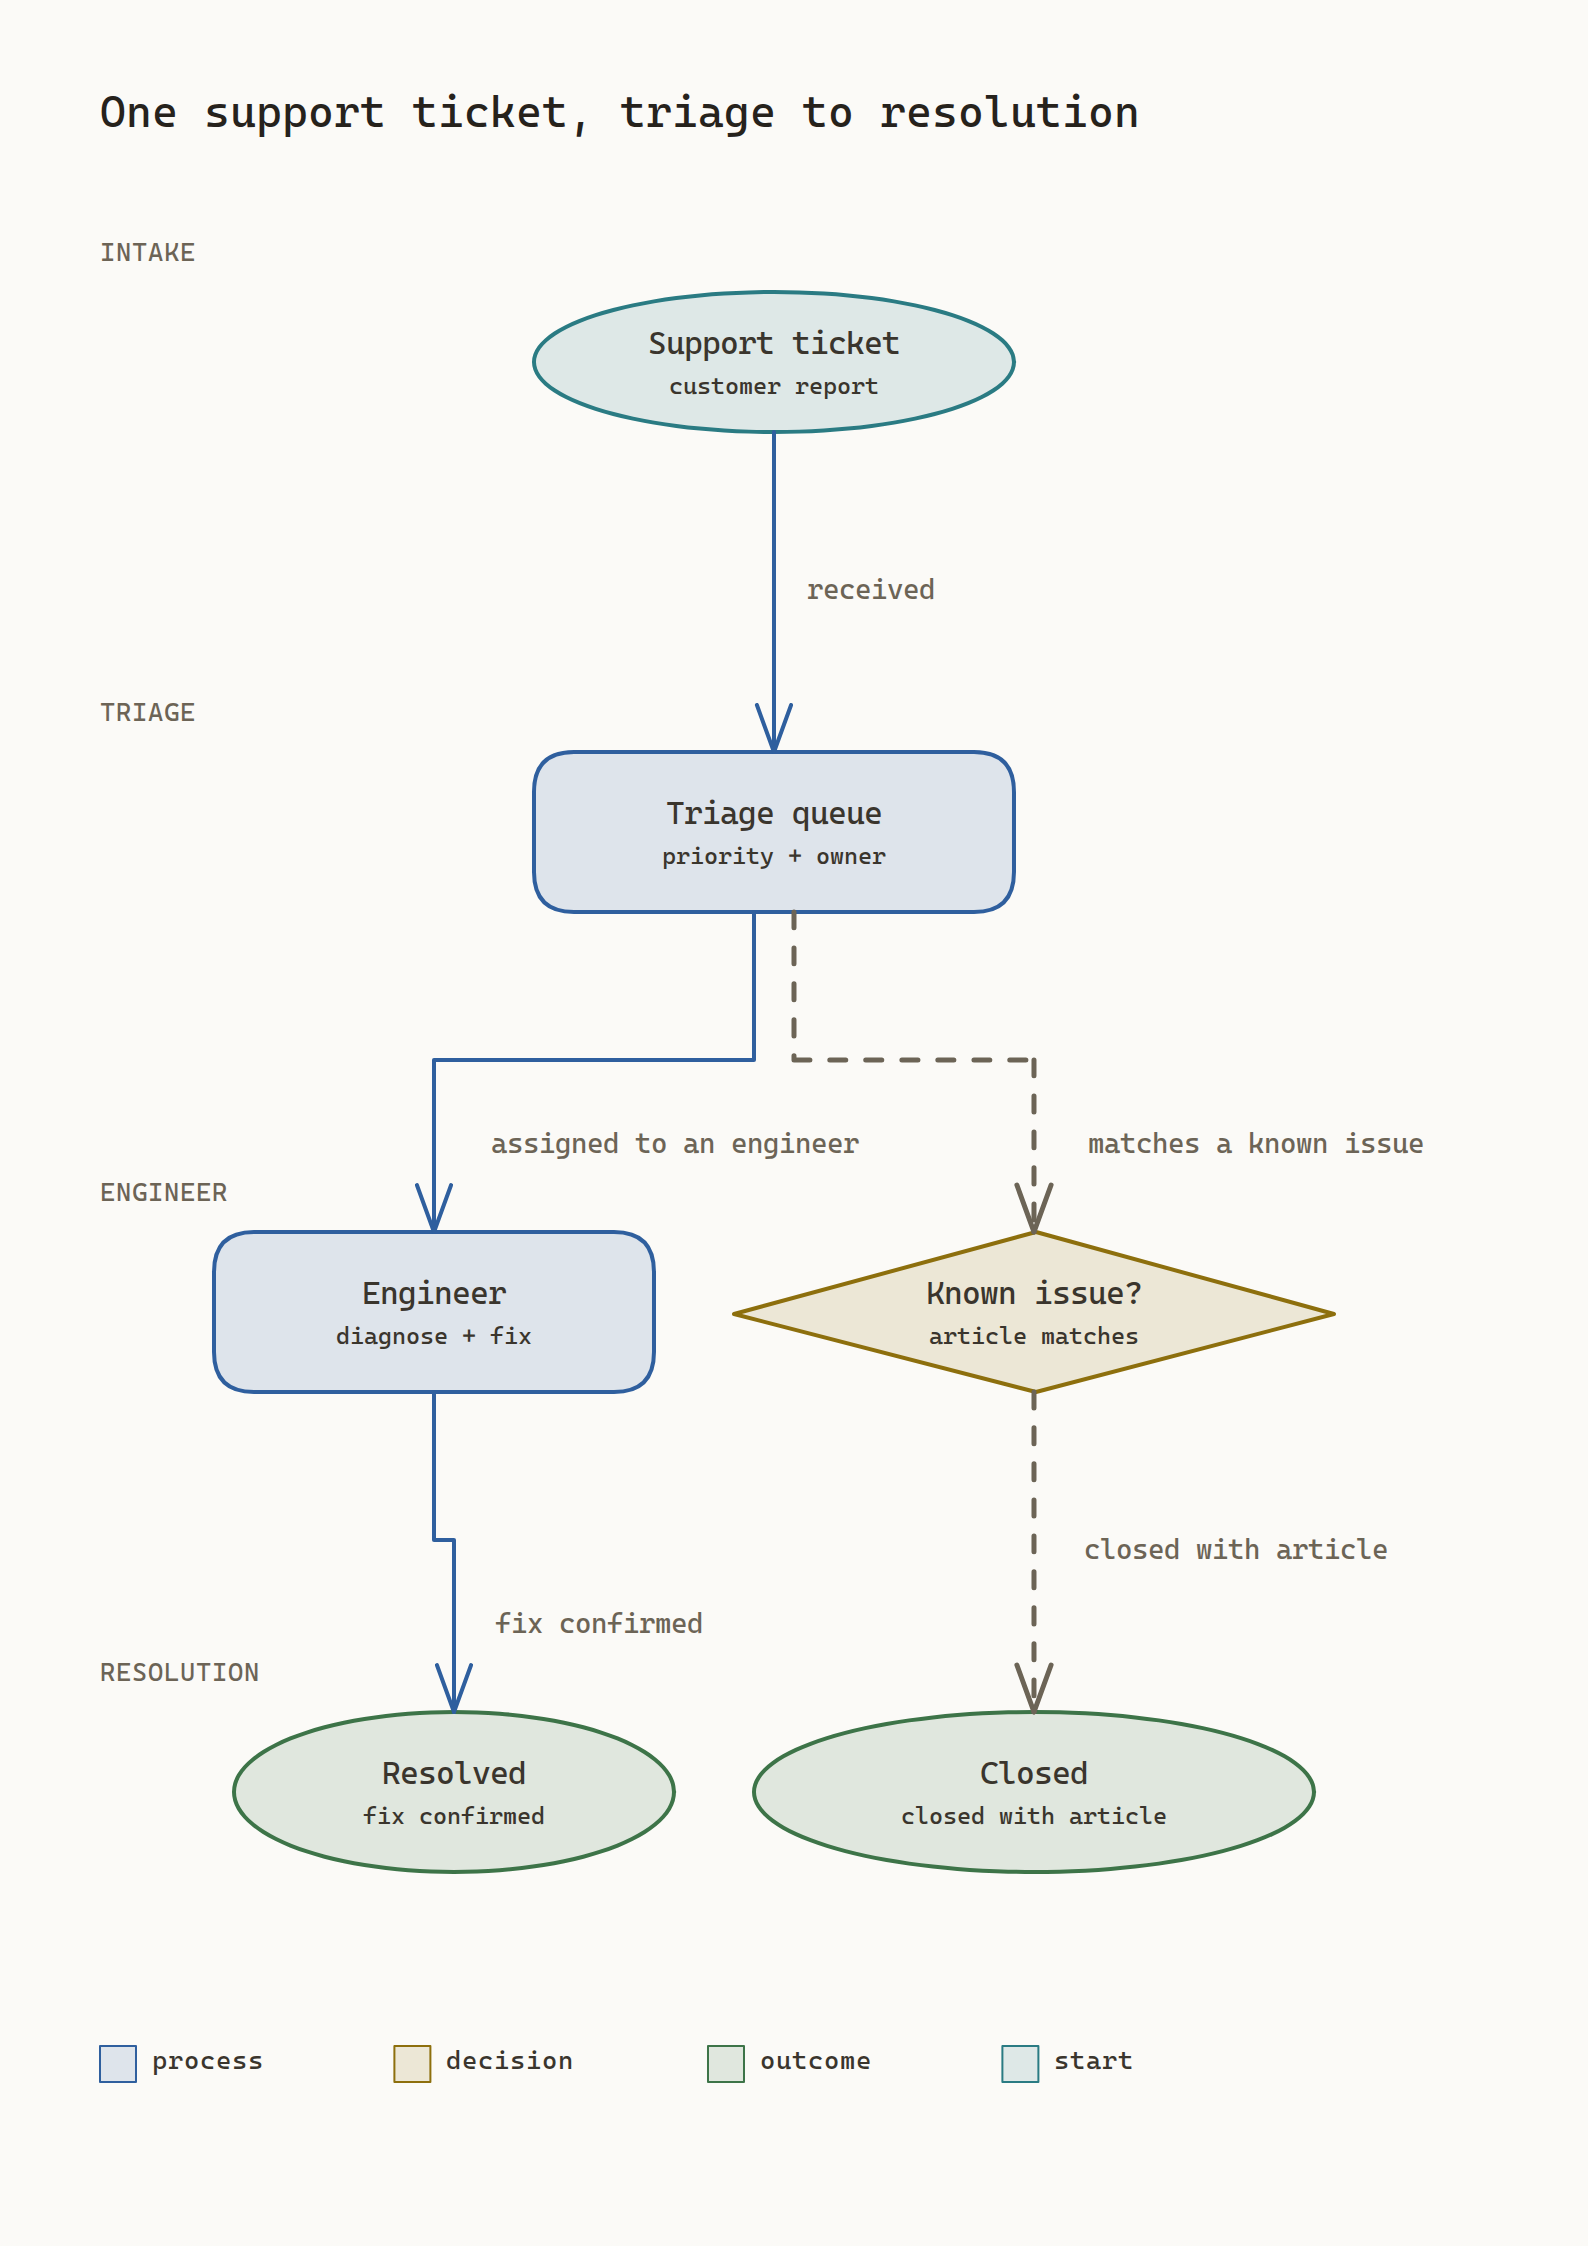 One support ticket, triage to resolution
INTAKE
Support ticket
customer report
received
TRIAGE
Triage queue
priority + owner
assigned to an engineer
matches a known issue
ENGINEER
Engineer
diagnose + fix
Known issue?
article matches
closed with article
fix confirmed
RESOLUTION
Resolved
fix confirmed
Closed
closed with article
process
decision
outcome
start